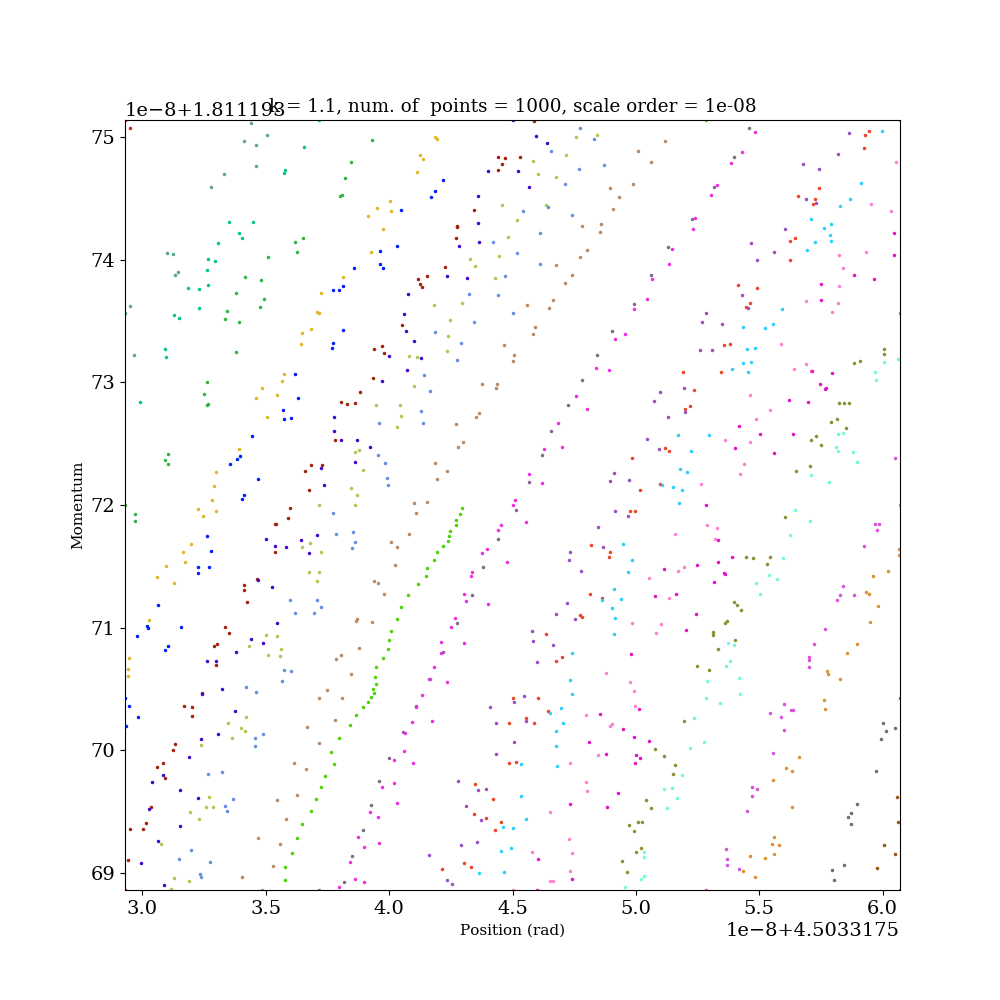 1e−8+1.811193
k = 1.1, num. of  points = 1000, scale order = 1e-08
75
74
73
72
71
70
69
Momentum
3.0 3.5 4.0 4.5 5.0 5.5 6.0
Position (rad)
1e−8+4.5033175